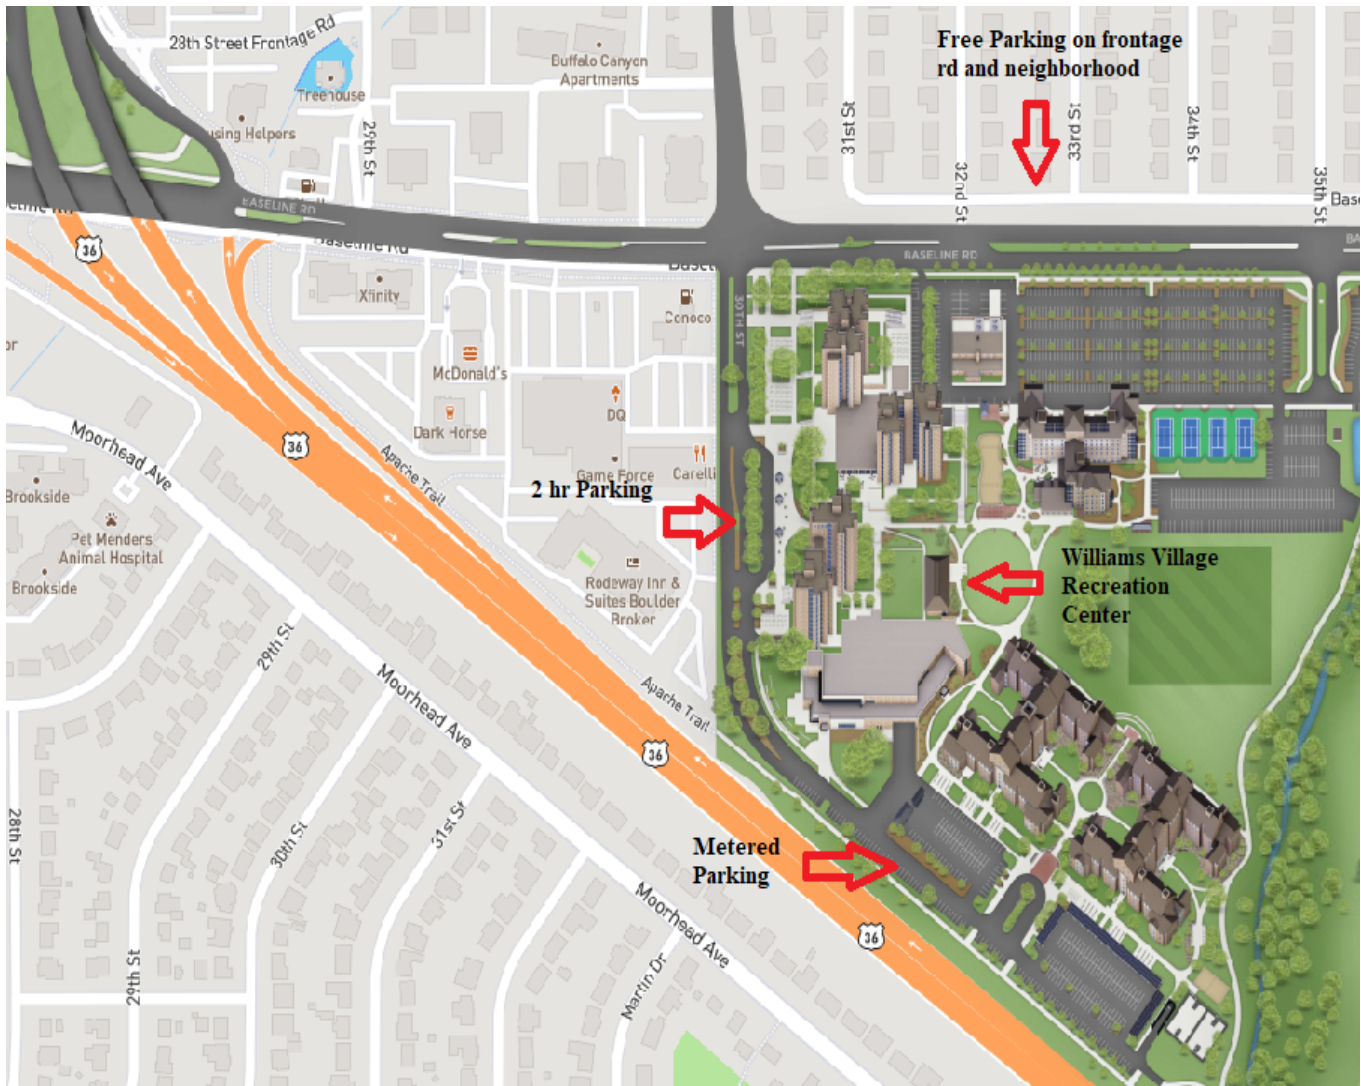 28th Street Frontage Rd
Treehouse
using Helpers
29th St
Buffalo Canyon
Apartments
Free Parking on frontage
rd and neighborhood
31st St
32nd St
33rd St
34th St
35th St
Base
BASELINE RD
Baseline Rd
BASELINE RD
BA
36
Xfinity
Conoco
30TH ST
McDonald's
DQ
Dark Horse
Game Force
Carelli
36
Apache Trail
Moorhead Ave
Brookside
Pet Menders
Animal Hospital
Brookside
2 hr Parking
Rodeway Inn &
Suites Boulder
Broker
Williams Village
Recreation
Center
29th St
Moorhead Ave
Apache Trail
36
28th St
30th St
31st St
Metered
Parking
Moorhead Ave
36
29th St
Martin Dr